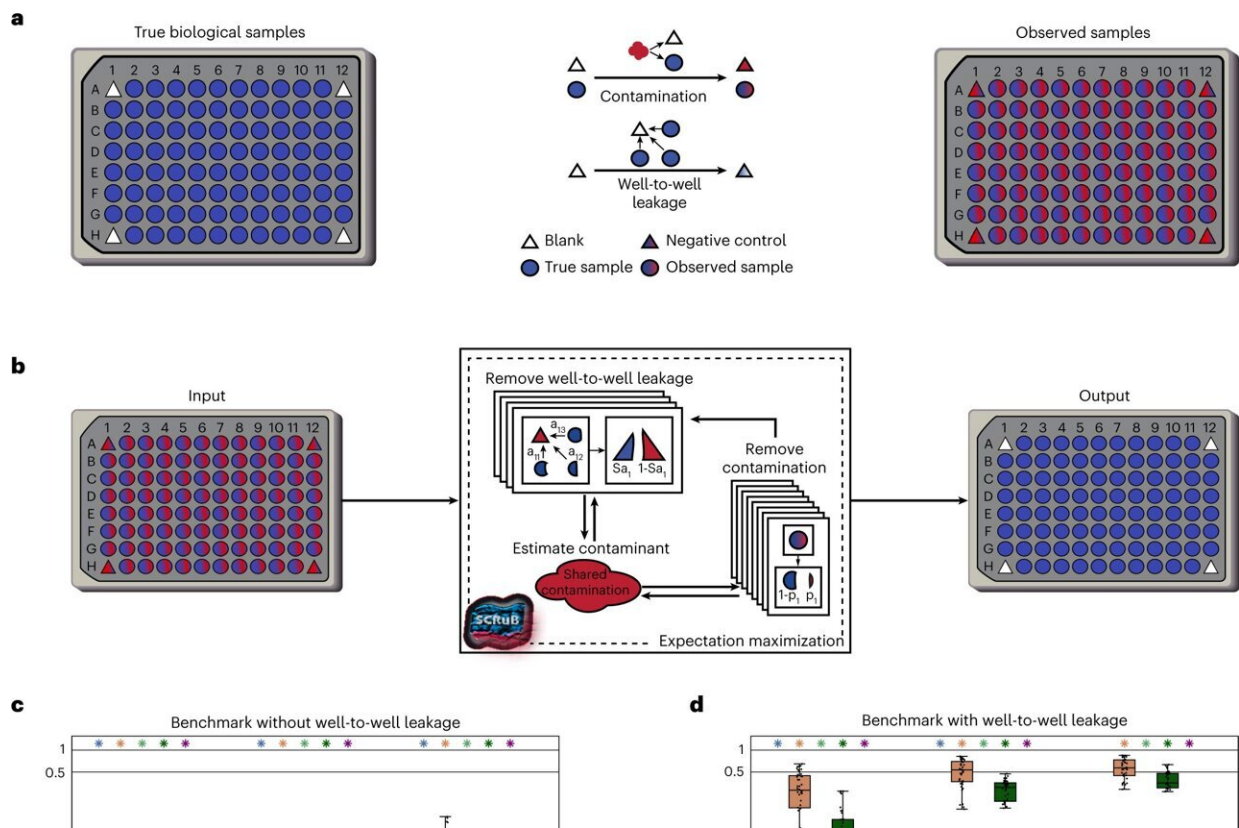 a
True biological samples
1 2 3 4 5 6 7 8 9 10 11 12
A
B
C
D
E
F
G
H
Contamination
Well-to-well
leakage
Blank
Negative control
True sample
Observed sample
Observed samples
1 2 3 4 5 6 7 8 9 10 11 12
A
B
C
D
E
F
G
H
b
Input
1 2 3 4 5 6 7 8 9 10 11 12
A
B
C
D
E
F
G
H
Remove well-to-well leakage
a13
a11
a12
Sa1 1-Sa1
Remove
contamination
Estimate contaminant
Shared
contamination
1-p1 p1
SCRuB
Expectation maximization
Output
1 2 3 4 5 6 7 8 9 10 11 12
A
B
C
D
E
F
G
H
c
Benchmark without well-to-well leakage
* * * * * * * * * * * * * * *
1
0.5
d
Benchmark with well-to-well leakage
* * * * * * * * * * * * *
1
0.5